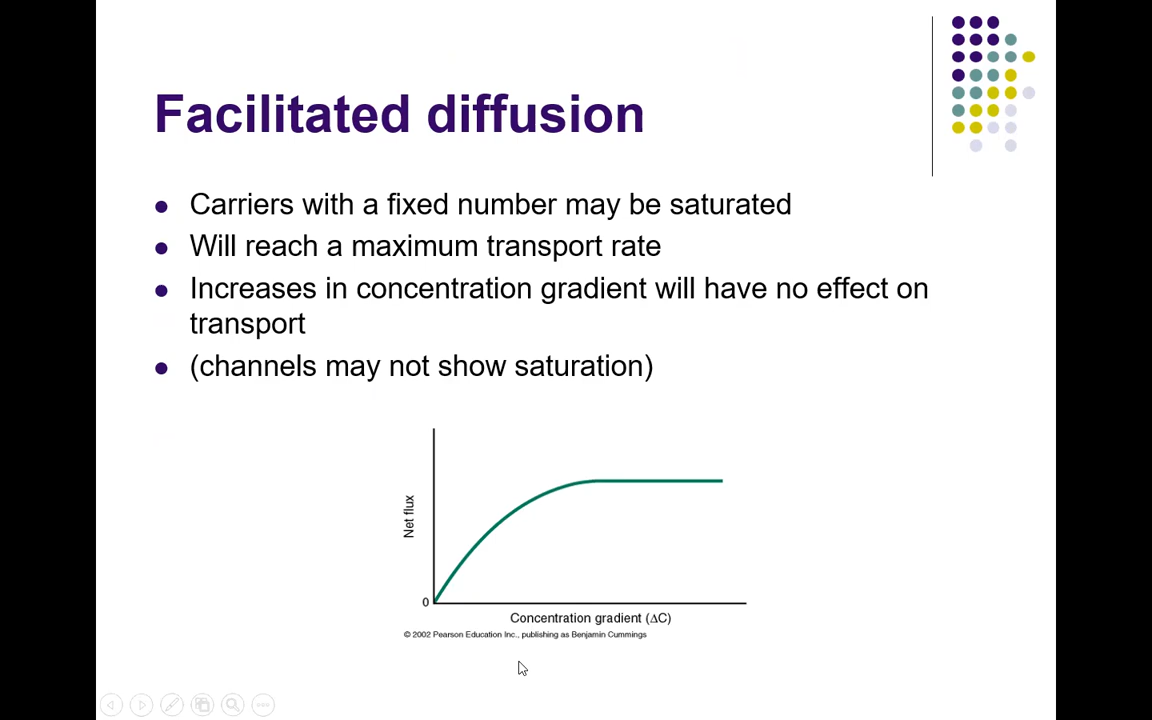 Facilitated diffusion
Carriers with a fixed number may be saturated
Will reach a maximum transport rate
Increases in concentration gradient will have no effect on
transport
(channels may not show saturation)
Net flux
0
Concentration gradient (ΔC)
© 2002 Pearson Education Inc., publishing as Benjamin Cummings